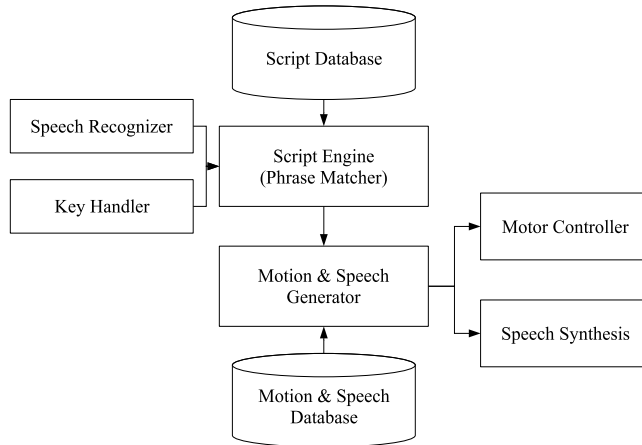 Script Database
Speech Recognizer
Script Engine
(Phrase Matcher)
Key Handler
Motor Controller
Motion & Speech
Generator
Speech Synthesis
Motion & Speech
Database